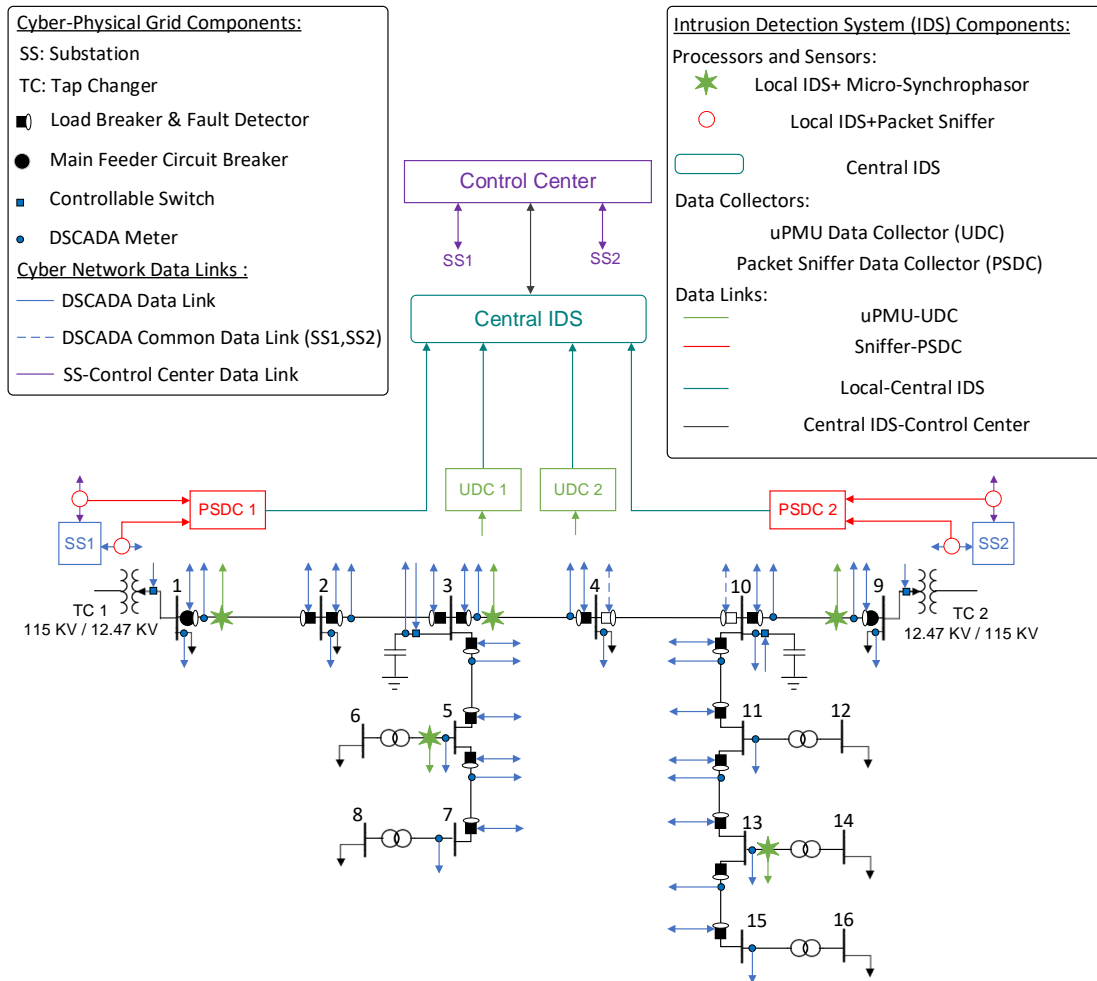 Cyber-Physical Grid Components:
SS: Substation
TC: Tap Changer
Load Breaker & Fault Detector
Main Feeder Circuit Breaker
Controllable Switch
DSCADA Meter
Cyber Network Data Links :
DSCADA Data Link
DSCADA Common Data Link (SS1,SS2)
SS-Control Center Data Link
Intrusion Detection System (IDS) Components:
Processors and Sensors:
Local IDS+ Micro-Synchrophasor
Local IDS+Packet Sniffer
Central IDS
Data Collectors:
uPMU Data Collector (UDC)
Packet Sniffer Data Collector (PSDC)
Data Links:
uPMU-UDC
Sniffer-PSDC
Local-Central IDS
Central IDS-Control Center
Control Center
SS1
SS2
Central IDS
PSDC 1
UDC 1
UDC 2
PSDC 2
SS1
SS2
1
2
3
4
10
9
TC 1
115 KV / 12.47 KV
TC 2
12.47 KV / 115 KV
6
5
11
12
8
7
13
14
15
16